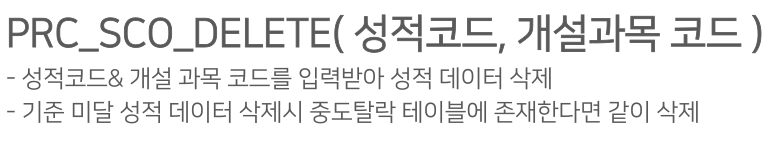 PRC_SCO_DELETE( 성적코드, 개설과목 코드 )
- 성적코드& 개설 과목 코드를 입력받아 성적 데이터 삭제
- 기준 미달 성적 데이터 삭제시 중도탈락 테이블에 존재한다면 같이 삭제